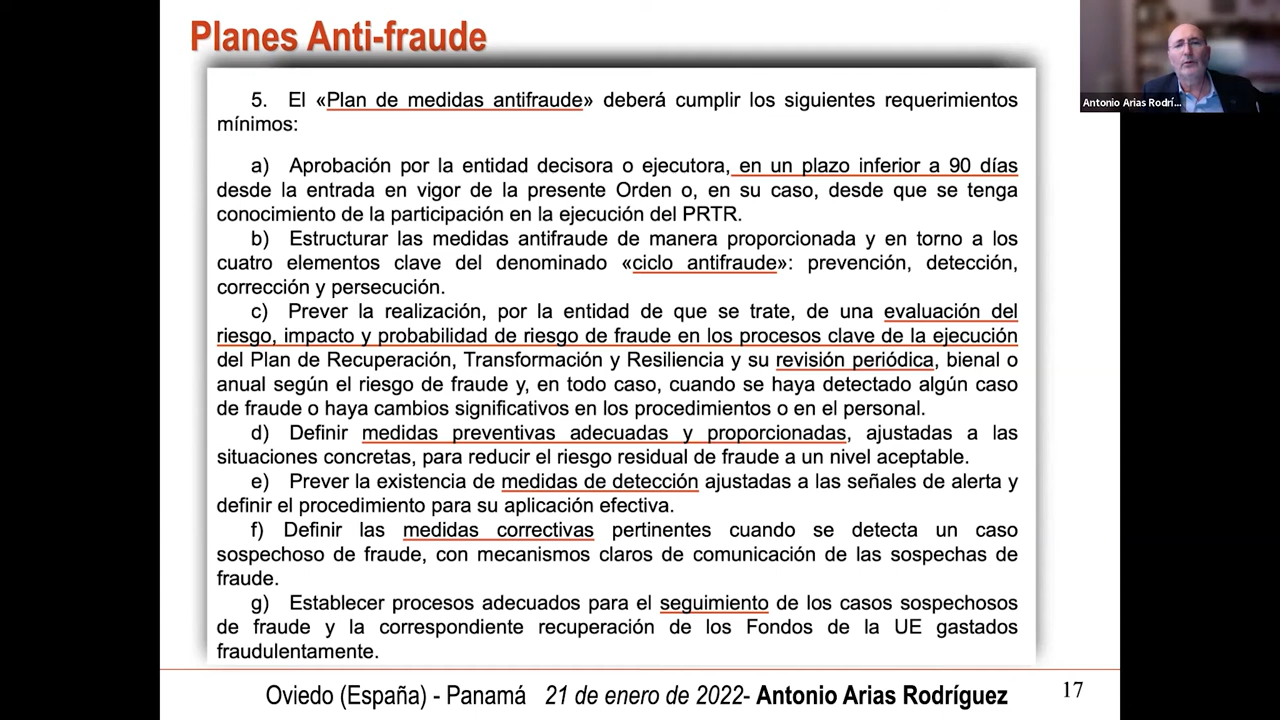 Planes Anti-fraude
Antonio Arias Rodrí...
5. El «Plan de medidas antifraude» deberá cumplir los siguientes requerimientos
mínimos:
a) Aprobación por la entidad decisora o ejecutora, en un plazo inferior a 90 días
desde la entrada en vigor de la presente Orden o, en su caso, desde que se tenga
conocimiento de la participación en la ejecución del PRTR.
b) Estructurar las medidas antifraude de manera proporcionada y en torno a los
cuatro elementos clave del denominado «ciclo antifraude»: prevención, detección,
corrección y persecución.
c) Prever la realización, por la entidad de que se trate, de una evaluación del
riesgo, impacto y probabilidad de riesgo de fraude en los procesos clave de la ejecución
del Plan de Recuperación, Transformación y Resiliencia y su revisión periódica, bienal o
anual según el riesgo de fraude y, en todo caso, cuando se haya detectado algún caso
de fraude o haya cambios significativos en los procedimientos o en el personal.
d) Definir medidas preventivas adecuadas y proporcionadas, ajustadas a las
situaciones concretas, para reducir el riesgo residual de fraude a un nivel aceptable.
e) Prever la existencia de medidas de detección ajustadas a las señales de alerta y
definir el procedimiento para su aplicación efectiva.
f) Definir las medidas correctivas pertinentes cuando se detecta un caso
sospechoso de fraude, con mecanismos claros de comunicación de las sospechas de
fraude.
g) Establecer procesos adecuados para el seguimiento de los casos sospechosos
de fraude y la correspondiente recuperación de los Fondos de la UE gastados
fraudulentamente.
Oviedo (España) - Panamá 21 de enero de 2022- Antonio Arias Rodríguez
17